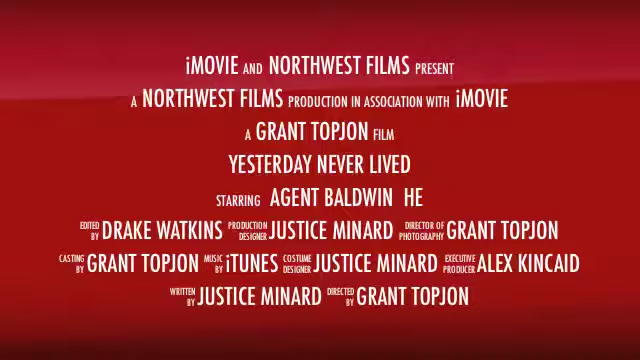 iMOVIE AND NORTHWEST FILMS PRESENT
A NORTHWEST FILMS PRODUCTION IN ASSOCIATION WITH iMOVIE
A GRANT TOPJON FILM
YESTERDAY NEVER LIVED
STARRING AGENT BALDWIN HE
EDITED BY DRAKE WATKINS PRODUCTION DESIGNER JUSTICE MINARD DIRECTOR OF PHOTOGRAPHY GRANT TOPJON
CASTING BY GRANT TOPJON MUSIC BY iTUNES COSTUME DESIGNER JUSTICE MINARD EXECUTIVE PRODUCER ALEX KINCAID
WRITTEN BY JUSTICE MINARD DIRECTED BY GRANT TOPJON